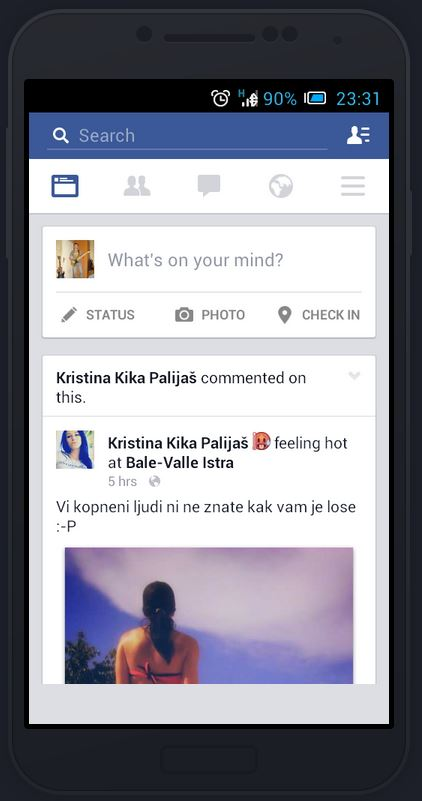 H 90% 23:31
Search
What's on your mind?
STATUS PHOTO CHECK IN
Kristina Kika Palijaš commented on
this.
Kristina Kika Palijaš feeling hot
at Bale-Valle Istra
5 hrs
Vi kopneni ljudi ni ne znate kak vam je lose
:-P